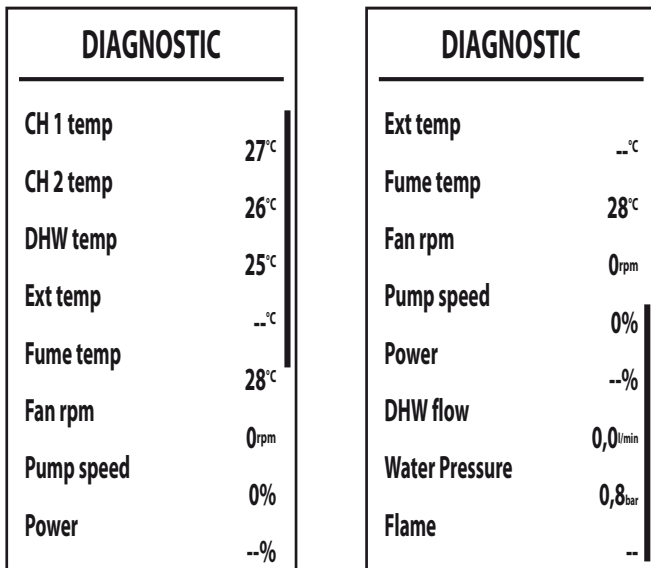 DIAGNOSTIC
CH 1 temp
27°C
CH 2 temp
26°C
DHW temp
25°C
Ext temp
--°C
Fume temp
28°C
Fan rpm
0rpm
Pump speed
0%
Power
--%
DIAGNOSTIC
Ext temp
--°C
Fume temp
28°C
Fan rpm
0rpm
Pump speed
0%
Power
--%
DHW flow
0,0l/min
Water Pressure
0,8bar
Flame
--